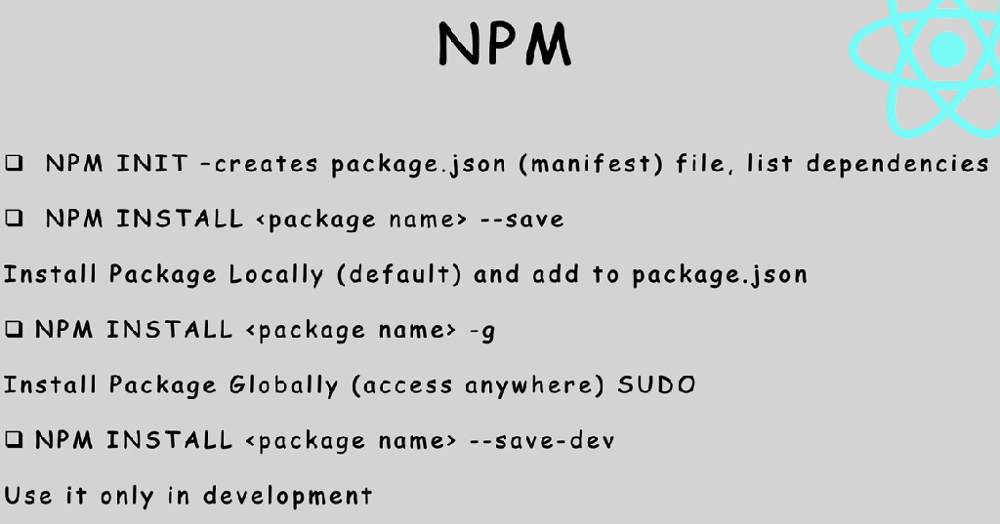 NPM
❑ NPM INIT –creates package.json (manifest) file, list dependencies
❑ NPM INSTALL <package name> --save
Install Package Locally (default) and add to package.json
❑ NPM INSTALL <package name> -g
Install Package Globally (access anywhere) SUDO
❑ NPM INSTALL <package name> --save-dev
Use it only in development